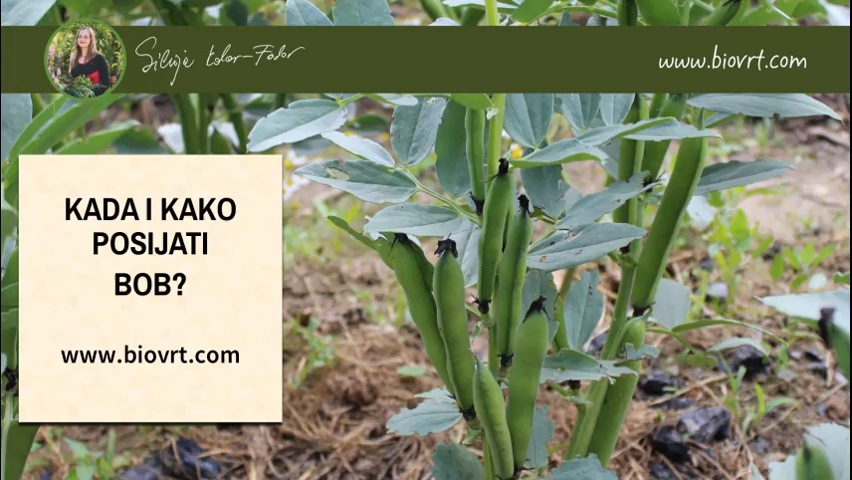 Silvija Kolar-Fodor
www.biovrt.com
KADA I KAKO
POSIJATI
BOB?
www.biovrt.com